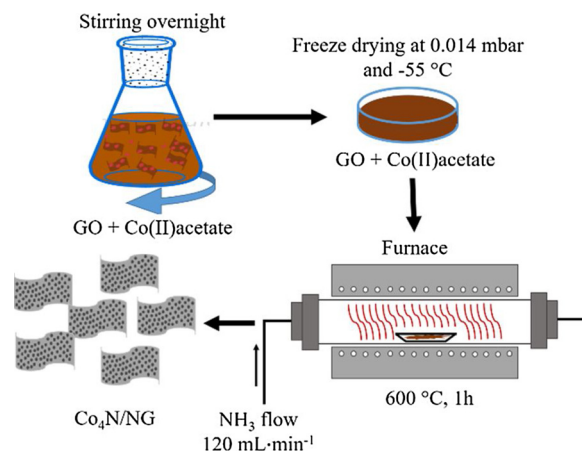 Stirring overnight
Freeze drying at 0.014 mbar
and -55 °C
GO + Co(II)acetate
GO + Co(II)acetate
Furnace
600 °C, 1h
Co₄N/NG
NH₃ flow
120 mL·min⁻¹